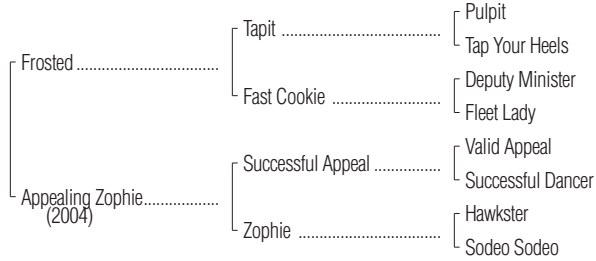 Pulpit
Tapit ........................................
Tap Your Heels
Frosted ....................................
Deputy Minister
Fast Cookie ...........................
Fleet Lady
Valid Appeal
Successful Appeal .................
Successful Dancer
Appealing Zophie...................
(2004)
Hawkster
Zophie ....................................
Sodeo Sodeo